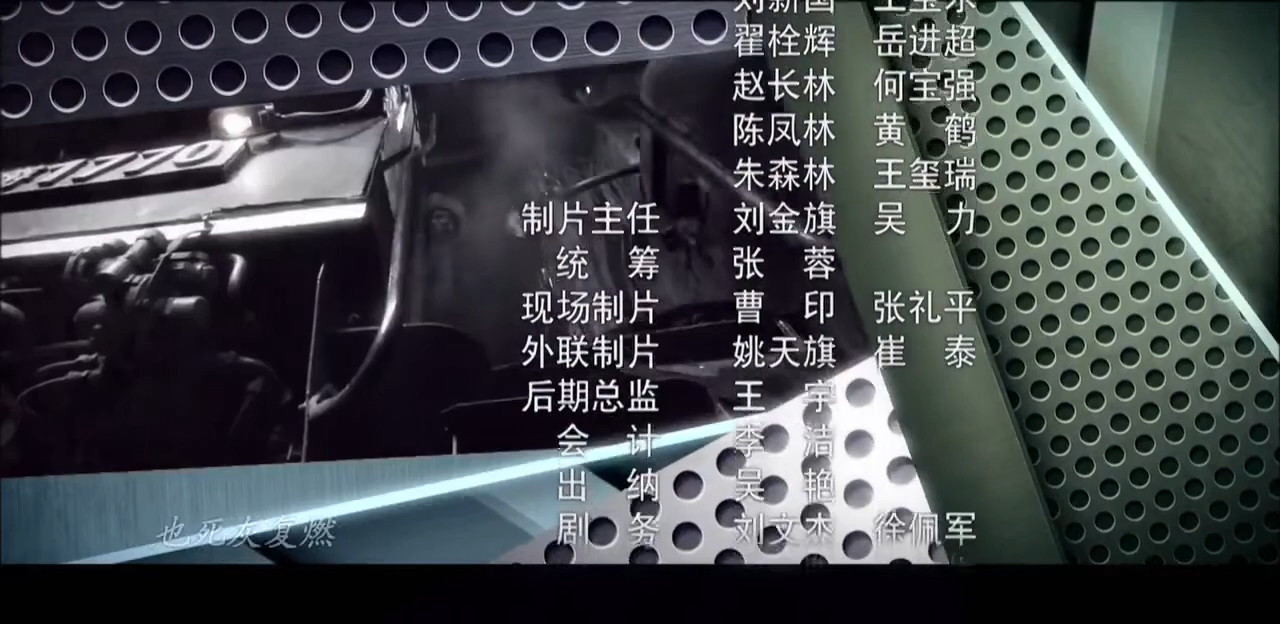 翟栓辉 岳进超
赵长林 何宝强
陈凤林 黄鹤
朱森林 王玺瑞
制片主任 刘金旗 吴力
统筹 张蓉
现场制片 曹印 张礼平
外联制片 姚天旗 崔泰
后期总监 王宇
会计 李洁
出纳 吴艳
剧务 刘文杰 徐佩军
也死灰复燃